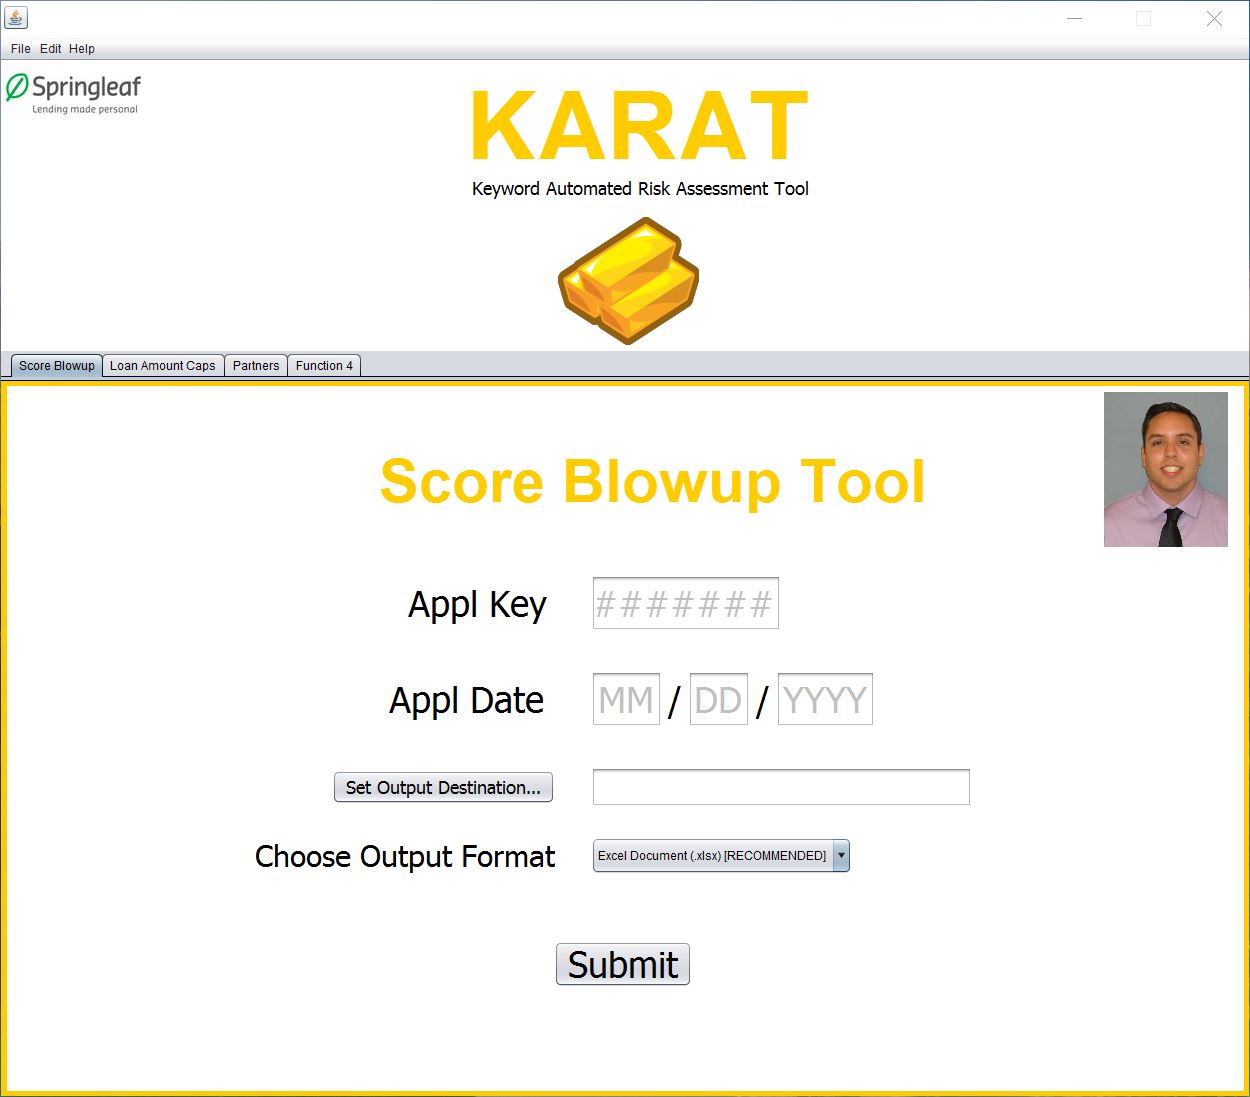 File Edit Help
Springleaf
Lending made personal
KARAT
Keyword Automated Risk Assessment Tool
Score Blowup Loan Amount Caps Partners Function 4
Score Blowup Tool
Appl Key #######
Appl Date MM / DD / YYYY
Set Output Destination...
Choose Output Format Excel Document (.xlsx) [RECOMMENDED]
Submit